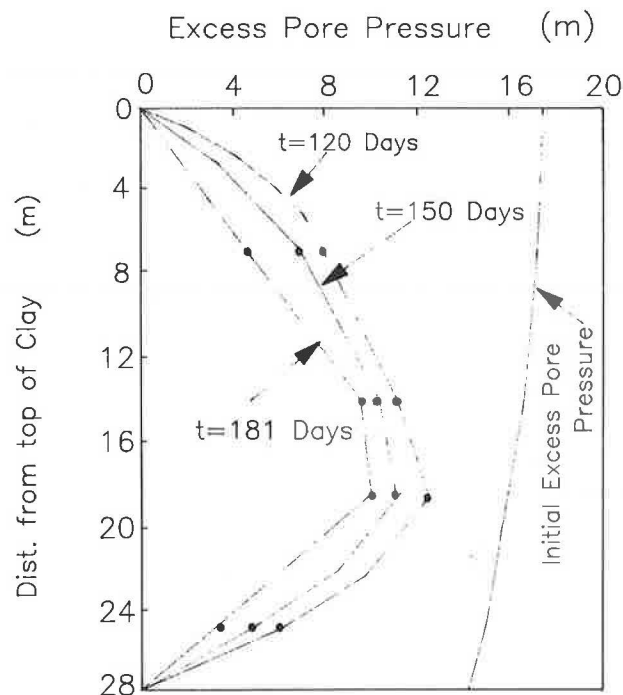 Excess Pore Pressure (m)
0 4 8 12 16 20
0
4
8
12
16
20
24
28
Dist. from top of Clay (m)
t=120 Days
t=150 Days
t=181 Days
Initial Excess Pore
Pressure